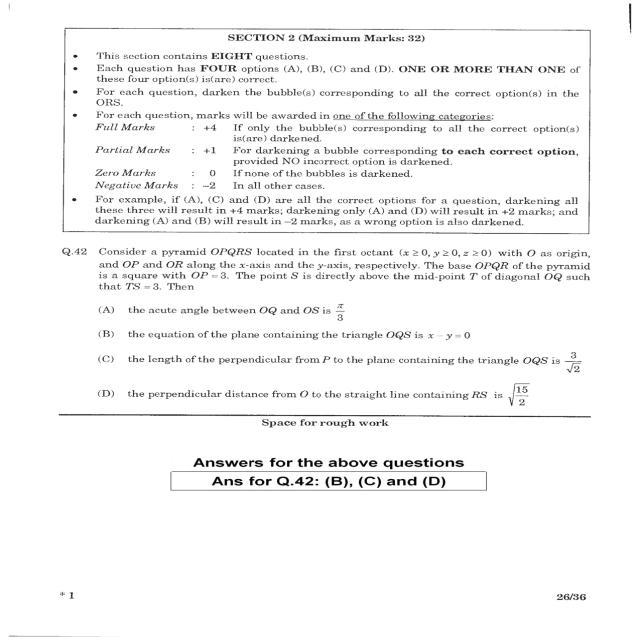 SECTION 2 (Maximum Marks: 32)
• This section contains EIGHT questions.
• Each question has FOUR options (A), (B), (C) and (D). ONE OR MORE THAN ONE of
these four option(s) is(are) correct.
• For each question, darken the bubble(s) corresponding to all the correct option(s) in the
ORS.
• For each question, marks will be awarded in one of the following categories:
Full Marks : +4 If only the bubble(s) corresponding to all the correct option(s)
is(are) darkened.
Partial Marks : +1 For darkening a bubble corresponding to each correct option,
provided NO incorrect option is darkened.
Zero Marks : 0 If none of the bubbles is darkened.
Negative Marks : −2 In all other cases.
• For example, if (A), (C) and (D) are all the correct options for a question, darkening all
these three will result in +4 marks; darkening only (A) and (D) will result in +2 marks; and
darkening (A) and (B) will result in −2 marks, as a wrong option is also darkened.
Q.42 Consider a pyramid OPQRS located in the first octant (x ≥ 0, y ≥ 0, z ≥ 0) with O as origin,
and OP and OR along the x-axis and the y-axis, respectively. The base OPQR of the pyramid
is a square with OP = 3. The point S is directly above the mid-point T of diagonal OQ such
that TS = 3. Then
(A) the acute angle between OQ and OS is π/3
(B) the equation of the plane containing the triangle OQS is x − y = 0
(C) the length of the perpendicular from P to the plane containing the triangle OQS is 3/√2
(D) the perpendicular distance from O to the straight line containing RS is √(15/2)
Space for rough work
Answers for the above questions
Ans for Q.42: (B), (C) and (D)
* 1 26/36